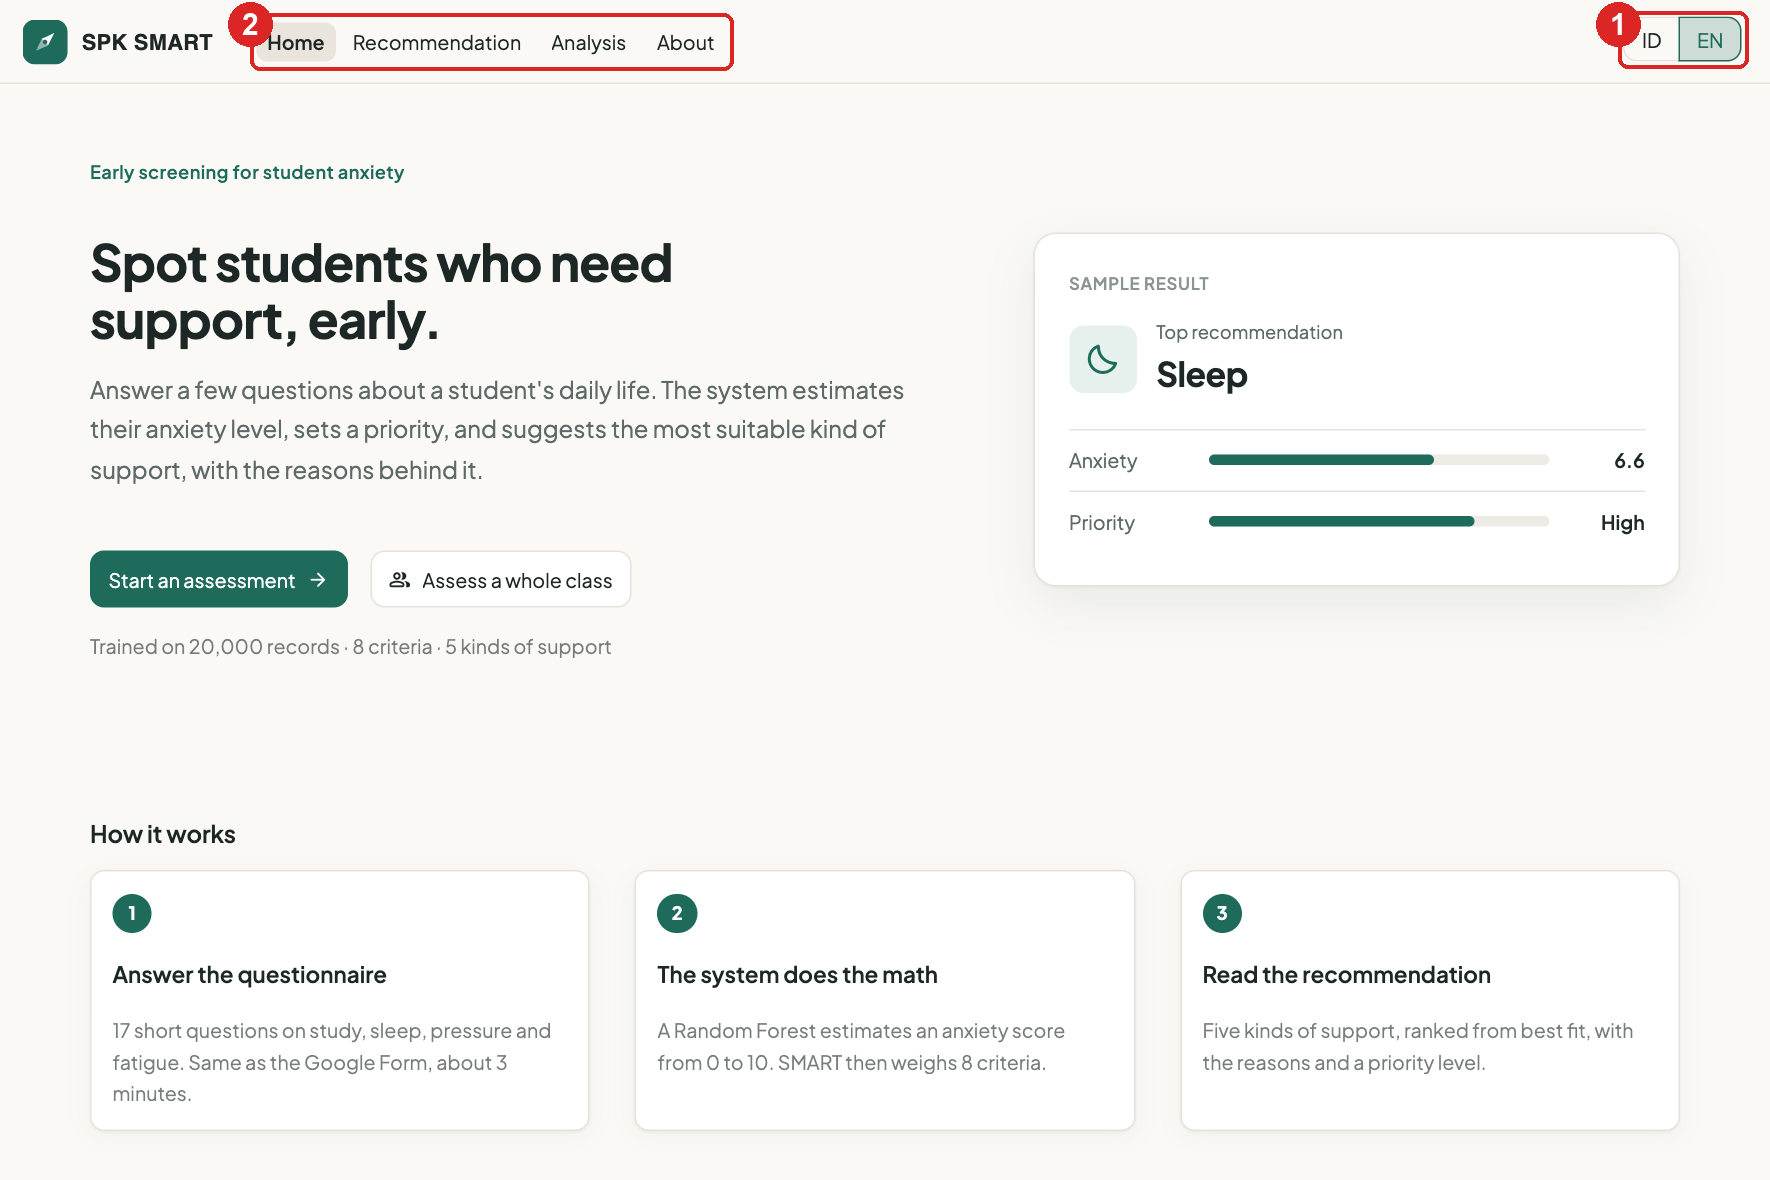 SPK SMART
2
Home Recommendation Analysis About
1
ID EN
Early screening for student anxiety
Spot students who need
support, early.
Answer a few questions about a student's daily life. The system estimates
their anxiety level, sets a priority, and suggests the most suitable kind of
support, with the reasons behind it.
Start an assessment →
Assess a whole class
Trained on 20,000 records · 8 criteria · 5 kinds of support
SAMPLE RESULT
Top recommendation
Sleep
Anxiety 6.6
Priority High
How it works
1
Answer the questionnaire
17 short questions on study, sleep, pressure and
fatigue. Same as the Google Form, about 3
minutes.
2
The system does the math
A Random Forest estimates an anxiety score
from 0 to 10. SMART then weighs 8 criteria.
3
Read the recommendation
Five kinds of support, ranked from best fit, with
the reasons and a priority level.